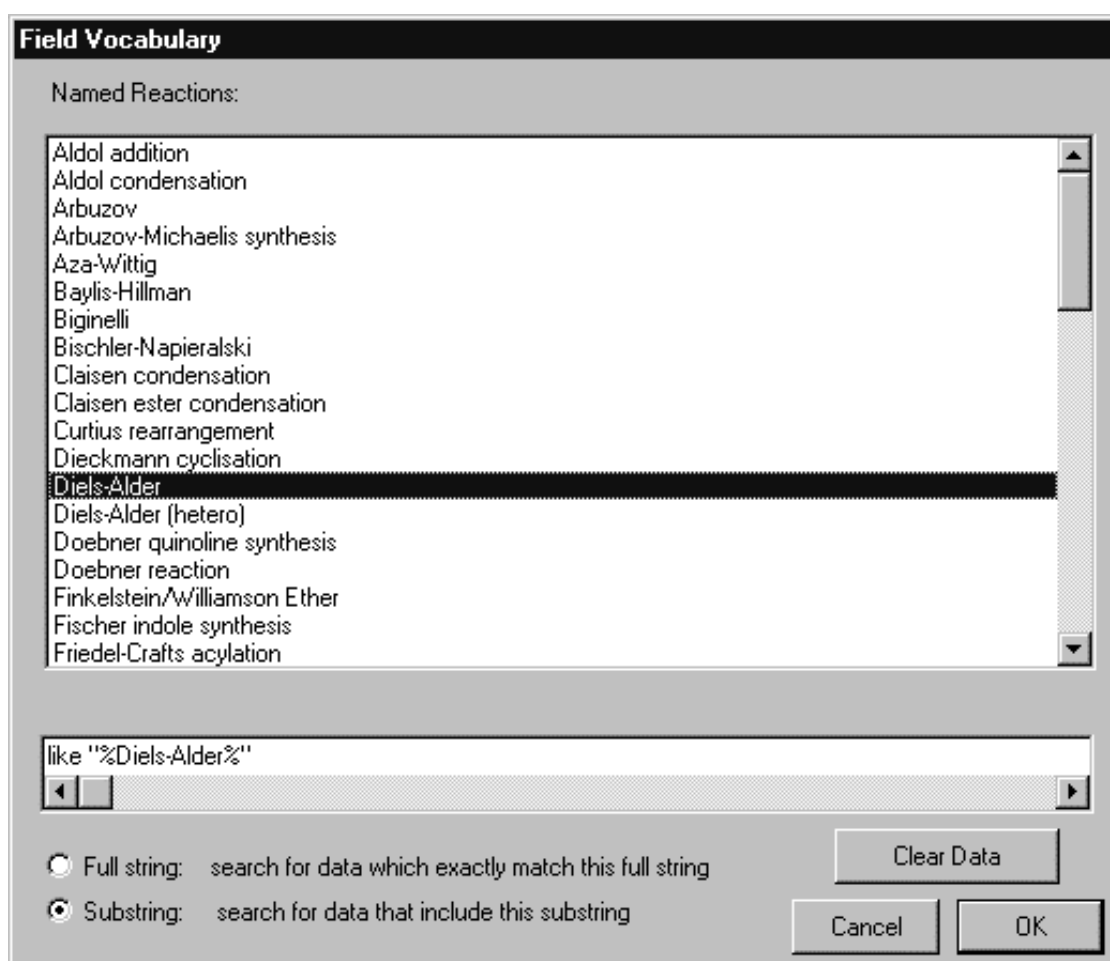 Field Vocabulary
Named Reactions:
Aldol addition
Aldol condensation
Arbuzov
Arbuzov-Michaelis synthesis
Aza-Wittig
Baylis-Hillman
Biginelli
Bischler-Napieralski
Claisen condensation
Claisen ester condensation
Curtius rearrangement
Dieckmann cyclisation
Diels-Alder
Diels-Alder (hetero)
Doebner quinoline synthesis
Doebner reaction
Finkelstein/Williamson Ether
Fischer indole synthesis
Friedel-Crafts acylation
like "%Diels-Alder%"
Full string: search for data which exactly match this full string
Substring: search for data that include this substring
Clear Data
Cancel OK